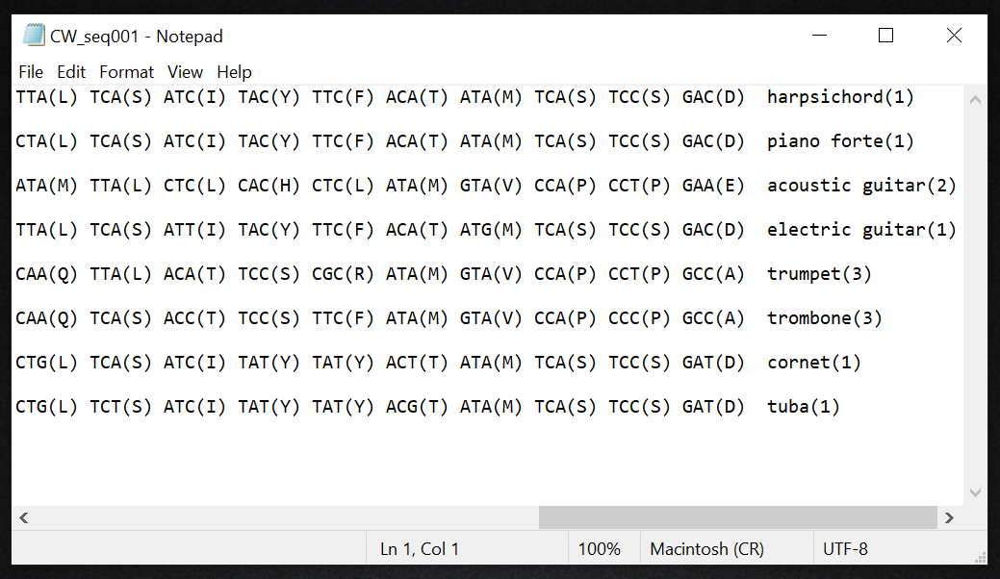 CW_seq001 - Notepad
File Edit Format View Help
TTA(L) TCA(S) ATC(I) TAC(Y) TTC(F) ACA(T) ATA(M) TCA(S) TCC(S) GAC(D) harpsichord(1)
CTA(L) TCA(S) ATC(I) TAC(Y) TTC(F) ACA(T) ATA(M) TCA(S) TCC(S) GAC(D) piano forte(1)
ATA(M) TTA(L) CTC(L) CAC(H) CTC(L) ATA(M) GTA(V) CCA(P) CCT(P) GAA(E) acoustic guitar(2)
TTA(L) TCA(S) ATT(I) TAC(Y) TTC(F) ACA(T) ATG(M) TCA(S) TCC(S) GAC(D) electric guitar(1)
CAA(Q) TTA(L) ACA(T) TCC(S) CGC(R) ATA(M) GTA(V) CCA(P) CCT(P) GCC(A) trumpet(3)
CAA(Q) TCA(S) ACC(T) TCC(S) TTC(F) ATA(M) GTA(V) CCA(P) CCC(P) GCC(A) trombone(3)
CTG(L) TCA(S) ATC(I) TAT(Y) TAT(Y) ACT(T) ATA(M) TCA(S) TCC(S) GAT(D) cornet(1)
CTG(L) TCT(S) ATC(I) TAT(Y) TAT(Y) ACG(T) ATA(M) TCA(S) TCC(S) GAT(D) tuba(1)
Ln 1, Col 1 100% Macintosh (CR) UTF-8